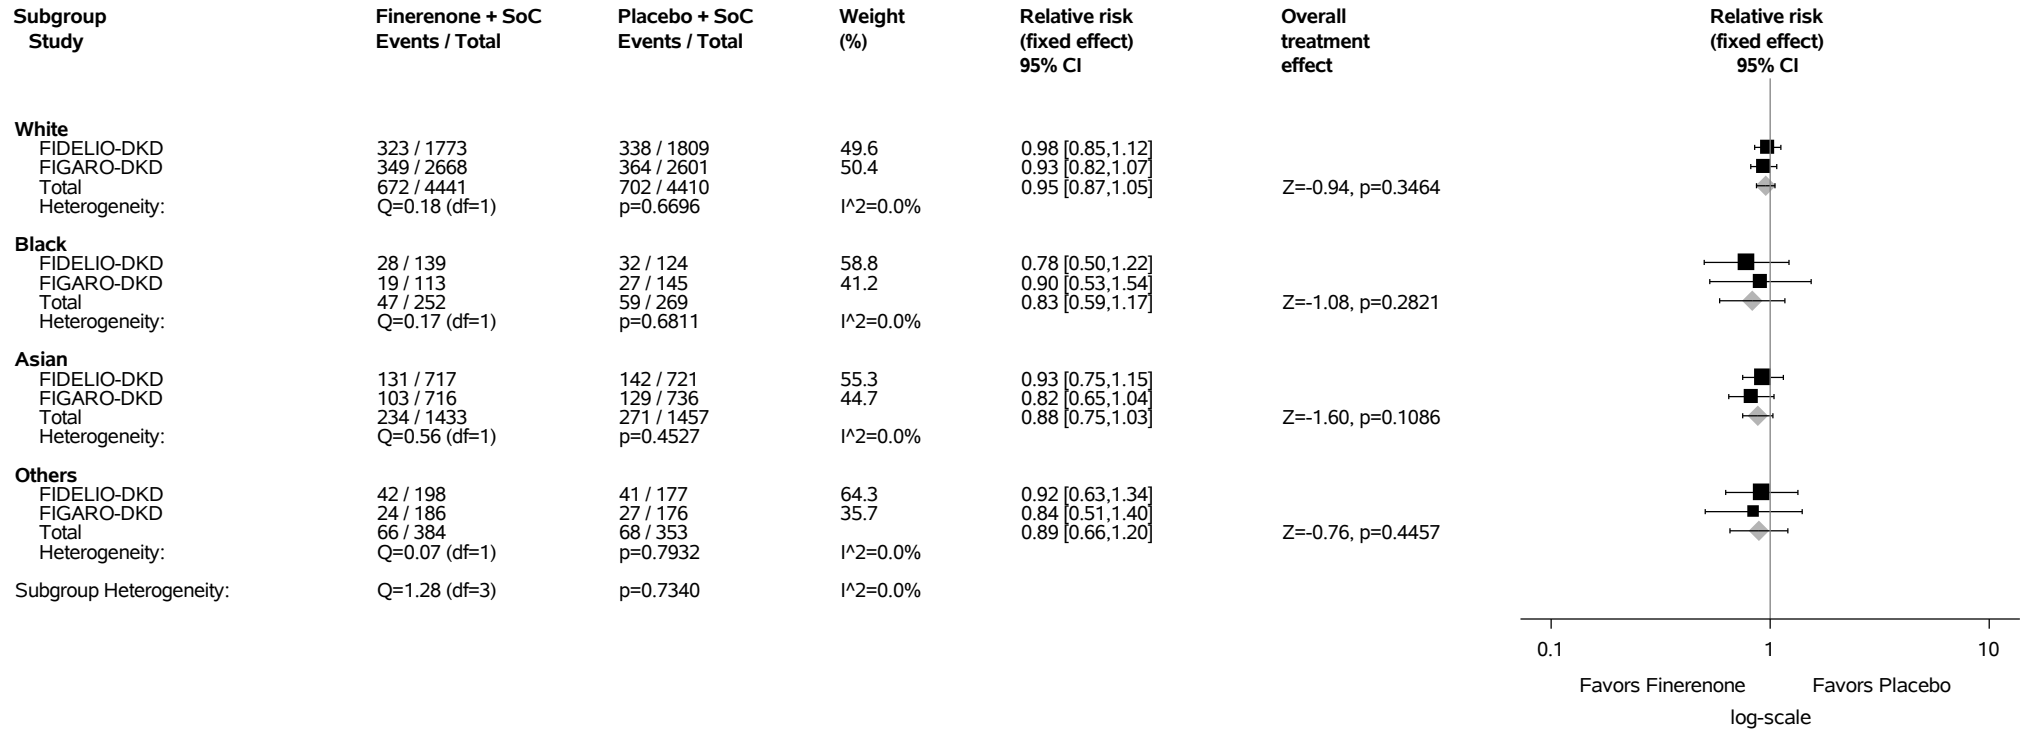 Subgroup Finerenone + SoC Placebo + SoC Weight Relative risk Overall Relative risk
Study Events / Total Events / Total (%) (fixed effect) treatment (fixed effect)
95% CI effect 95% CI
White
FIDELIO-DKD 323 / 1773 338 / 1809 49.6 0.98 [0.85,1.12]
FIGARO-DKD 349 / 2668 364 / 2601 50.4 0.93 [0.82,1.07]
Total 672 / 4441 702 / 4410 0.95 [0.87,1.05] Z=-0.94, p=0.3464
Heterogeneity: Q=0.18 (df=1) p=0.6696 I^2=0.0%
Black
FIDELIO-DKD 28 / 139 32 / 124 58.8 0.78 [0.50,1.22]
FIGARO-DKD 19 / 113 27 / 145 41.2 0.90 [0.53,1.54]
Total 47 / 252 59 / 269 0.83 [0.59,1.17] Z=-1.08, p=0.2821
Heterogeneity: Q=0.17 (df=1) p=0.6811 I^2=0.0%
Asian
FIDELIO-DKD 131 / 717 142 / 721 55.3 0.93 [0.75,1.15]
FIGARO-DKD 103 / 716 129 / 736 44.7 0.82 [0.65,1.04]
Total 234 / 1433 271 / 1457 0.88 [0.75,1.03] Z=-1.60, p=0.1086
Heterogeneity: Q=0.56 (df=1) p=0.4527 I^2=0.0%
Others
FIDELIO-DKD 42 / 198 41 / 177 64.3 0.92 [0.63,1.34]
FIGARO-DKD 24 / 186 27 / 176 35.7 0.84 [0.51,1.40]
Total 66 / 384 68 / 353 0.89 [0.66,1.20] Z=-0.76, p=0.4457
Heterogeneity: Q=0.07 (df=1) p=0.7932 I^2=0.0%
Subgroup Heterogeneity: Q=1.28 (df=3) p=0.7340 I^2=0.0%
0.1 1 10
Favors Finerenone Favors Placebo
log-scale